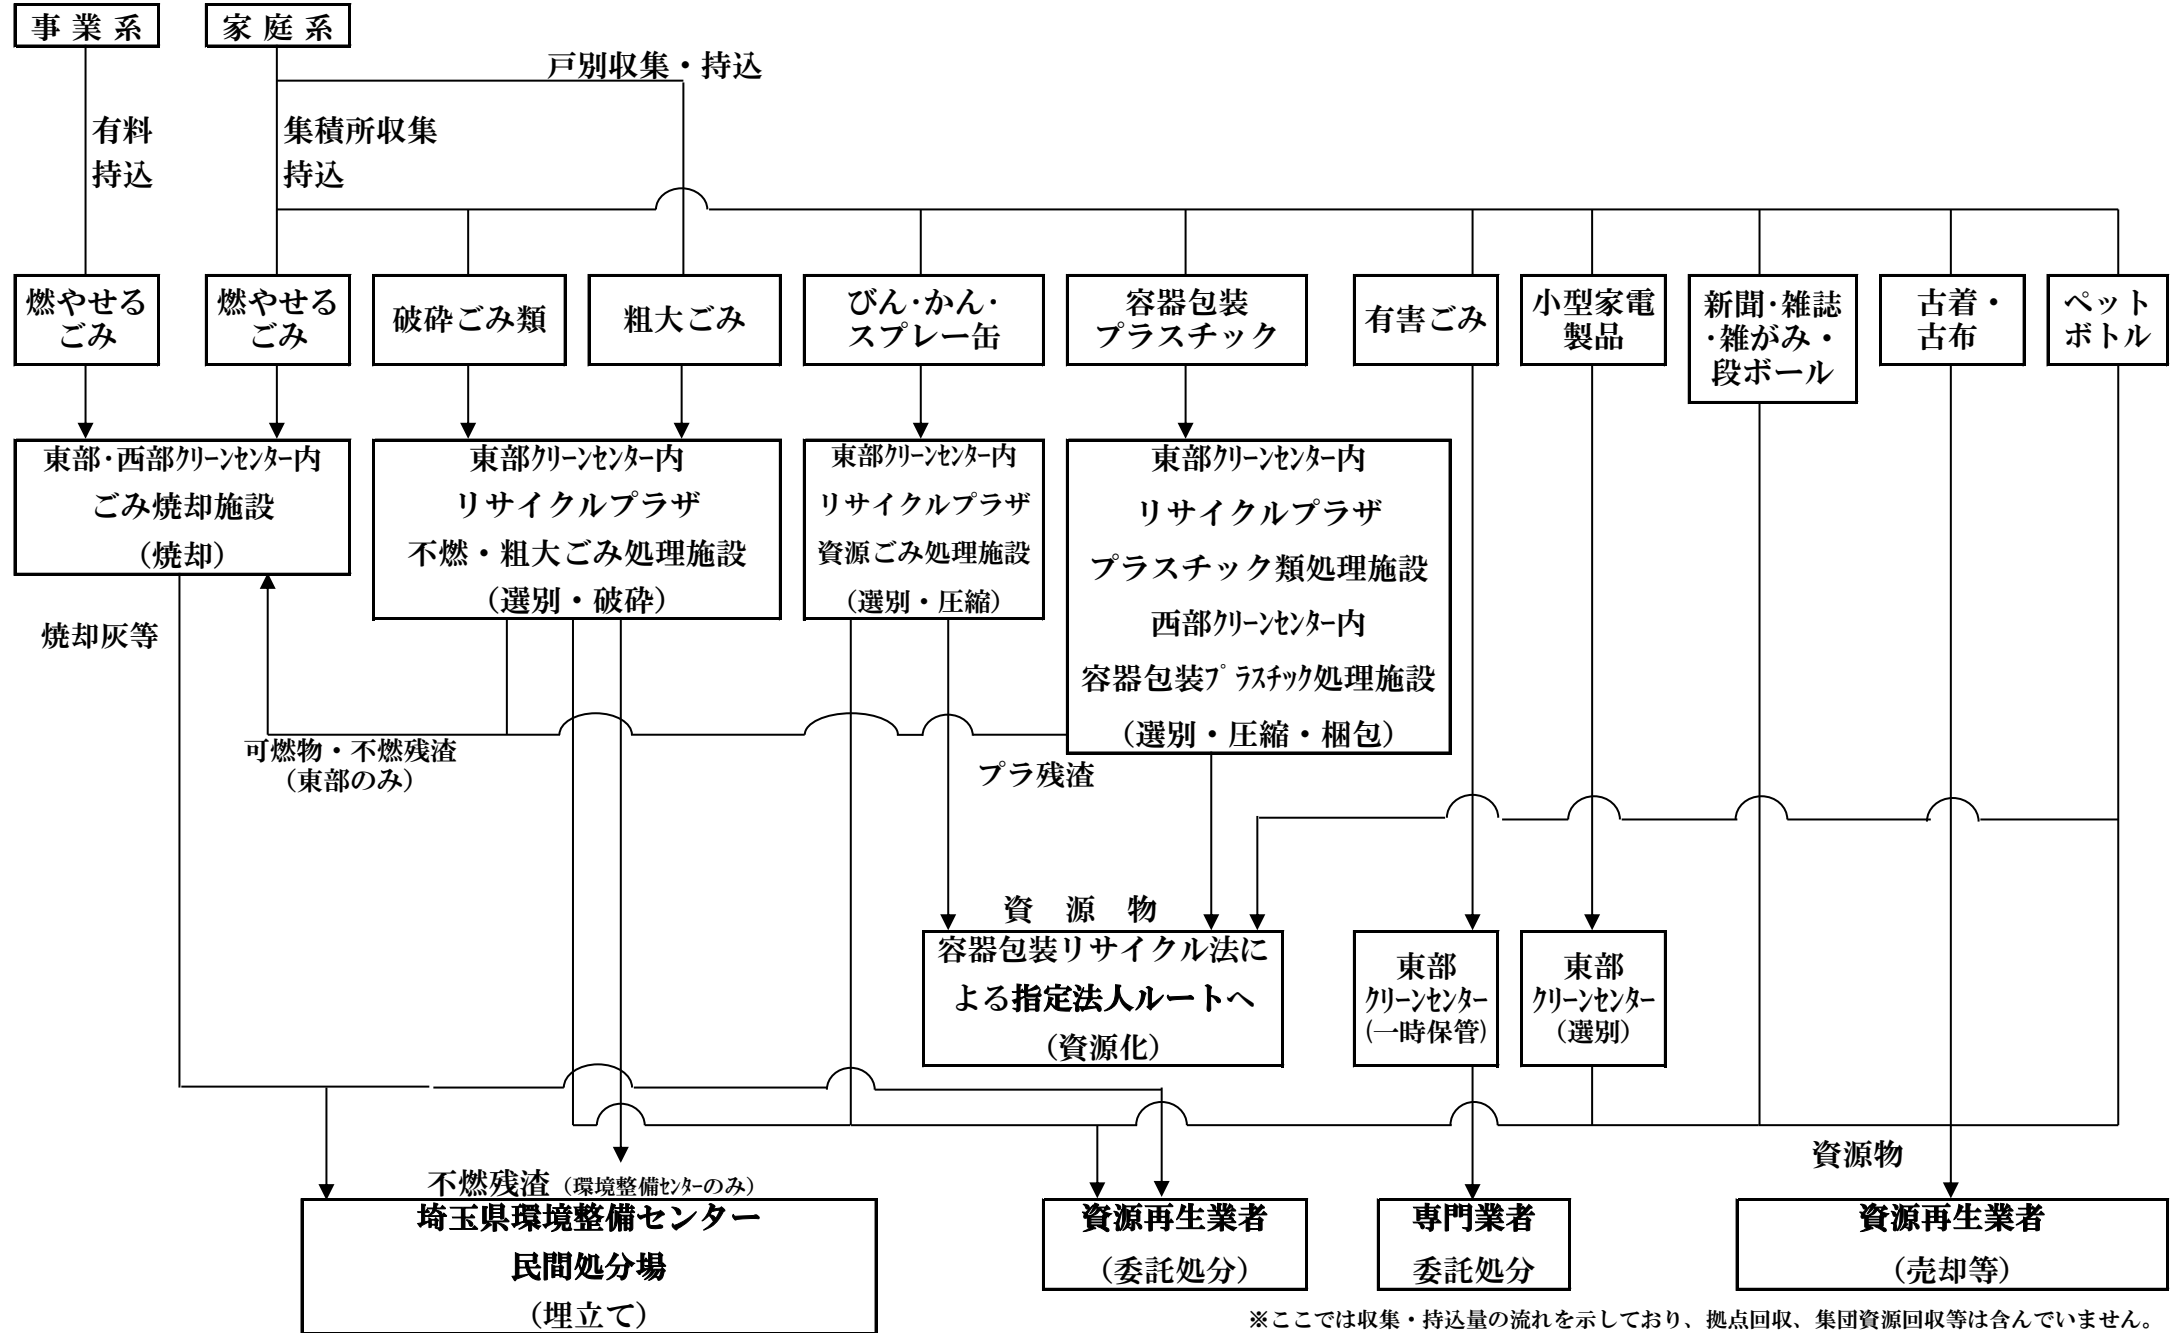 事業系
家庭系
戸別収集・持込
有料
持込
集積所収集
持込
燃やせる
ごみ
燃やせる
ごみ
破砕ごみ類
粗大ごみ
びん･かん･
スプレー缶
容器包装
プラスチック
有害ごみ
小型家電
製品
新聞･雑誌
･雑がみ・
段ボール
古着・
古布
ペット
ボトル
東部･西部ｸﾘｰﾝｾﾝﾀｰ内
ごみ焼却施設
（焼却）
東部ｸﾘｰﾝｾﾝﾀｰ内
リサイクルプラザ
不燃・粗大ごみ処理施設
（選別・破砕）
東部ｸﾘｰﾝｾﾝﾀｰ内
リサイクルプラザ
資源ごみ処理施設
（選別・圧縮）
東部ｸﾘｰﾝｾﾝﾀｰ内
リサイクルプラザ
プラスチック類処理施設
西部ｸﾘｰﾝｾﾝﾀｰ内
容器包装ﾌﾟﾗｽﾁｯｸ処理施設
（選別・圧縮・梱包）
焼却灰等
可燃物・不燃残渣
（東部のみ）
プラ残渣
資　源　物
容器包装リサイクル法に
よる指定法人ルートへ
（資源化）
東部
ｸﾘｰﾝｾﾝﾀｰ
(一時保管)
東部
ｸﾘｰﾝｾﾝﾀｰ
（選別）
資源物
不燃残渣（環境整備ｾﾝﾀｰのみ）
埼玉県環境整備センター
民間処分場
（埋立て）
資源再生業者
（委託処分）
専門業者
委託処分
資源再生業者
（売却等）
※ここでは収集・持込量の流れを示しており、拠点回収、集団資源回収等は含んでいません。